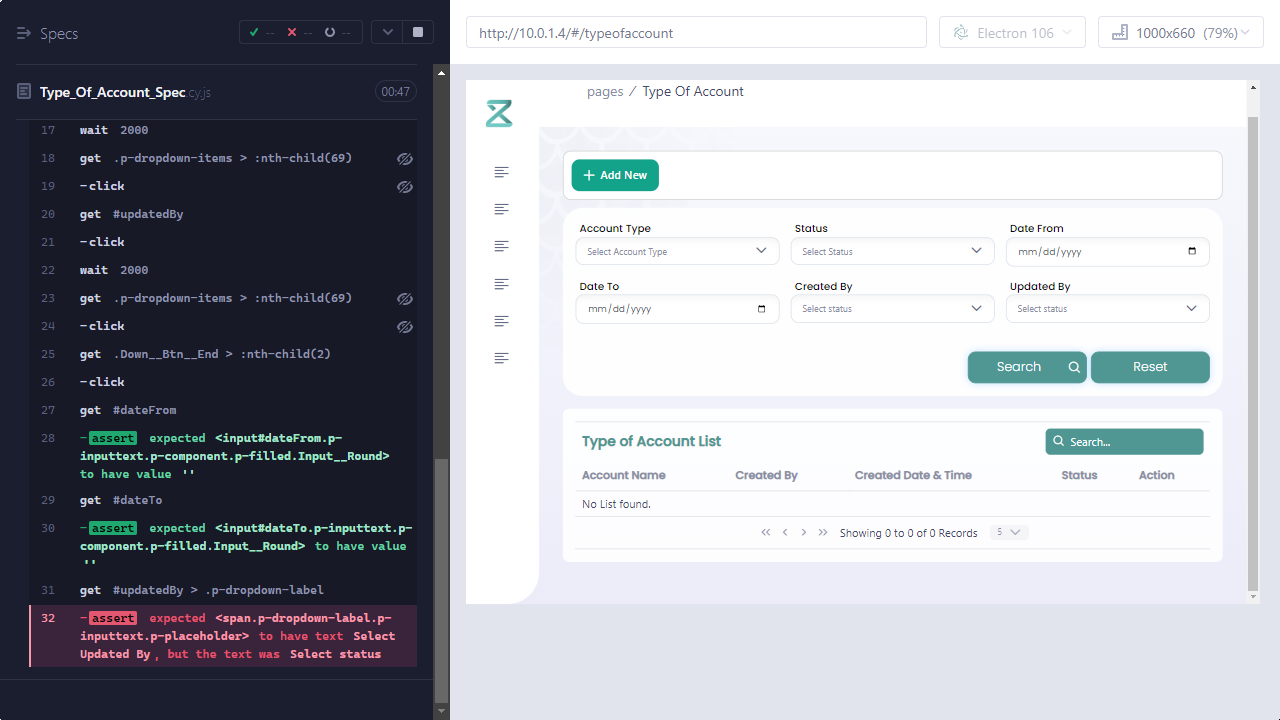 Specs
-- -- --
Type_Of_Account_Spec.cy.js 00:47
17 wait 2000
18 get .p-dropdown-items > :nth-child(69)
19 -click
20 get #updatedBy
21 -click
22 wait 2000
23 get .p-dropdown-items > :nth-child(69)
24 -click
25 get .Down__Btn__End > :nth-child(2)
26 -click
27 get #dateFrom
28 -assert expected <input#dateFrom.p-
inputtext.p-component.p-filled.Input__Round>
to have value ''
29 get #dateTo
30 -assert expected <input#dateTo.p-inputtext.p-
component.p-filled.Input__Round> to have value
''
31 get #updatedBy > .p-dropdown-label
32 -assert expected <span.p-dropdown-label.p-
inputtext.p-placeholder> to have text Select
Updated By, but the text was Select status
http://10.0.1.4/#/typeofaccount Electron 106 1000x660 (79%)
pages / Type Of Account
+ Add New
Account Type Status Date From
Select Account Type Select Status mm/dd/yyyy
Date To Created By Updated By
mm/dd/yyyy Select status Select status
Search Reset
Type of Account List Search...
Account Name Created By Created Date & Time Status Action
No List found.
<< < > >> Showing 0 to 0 of 0 Records 5